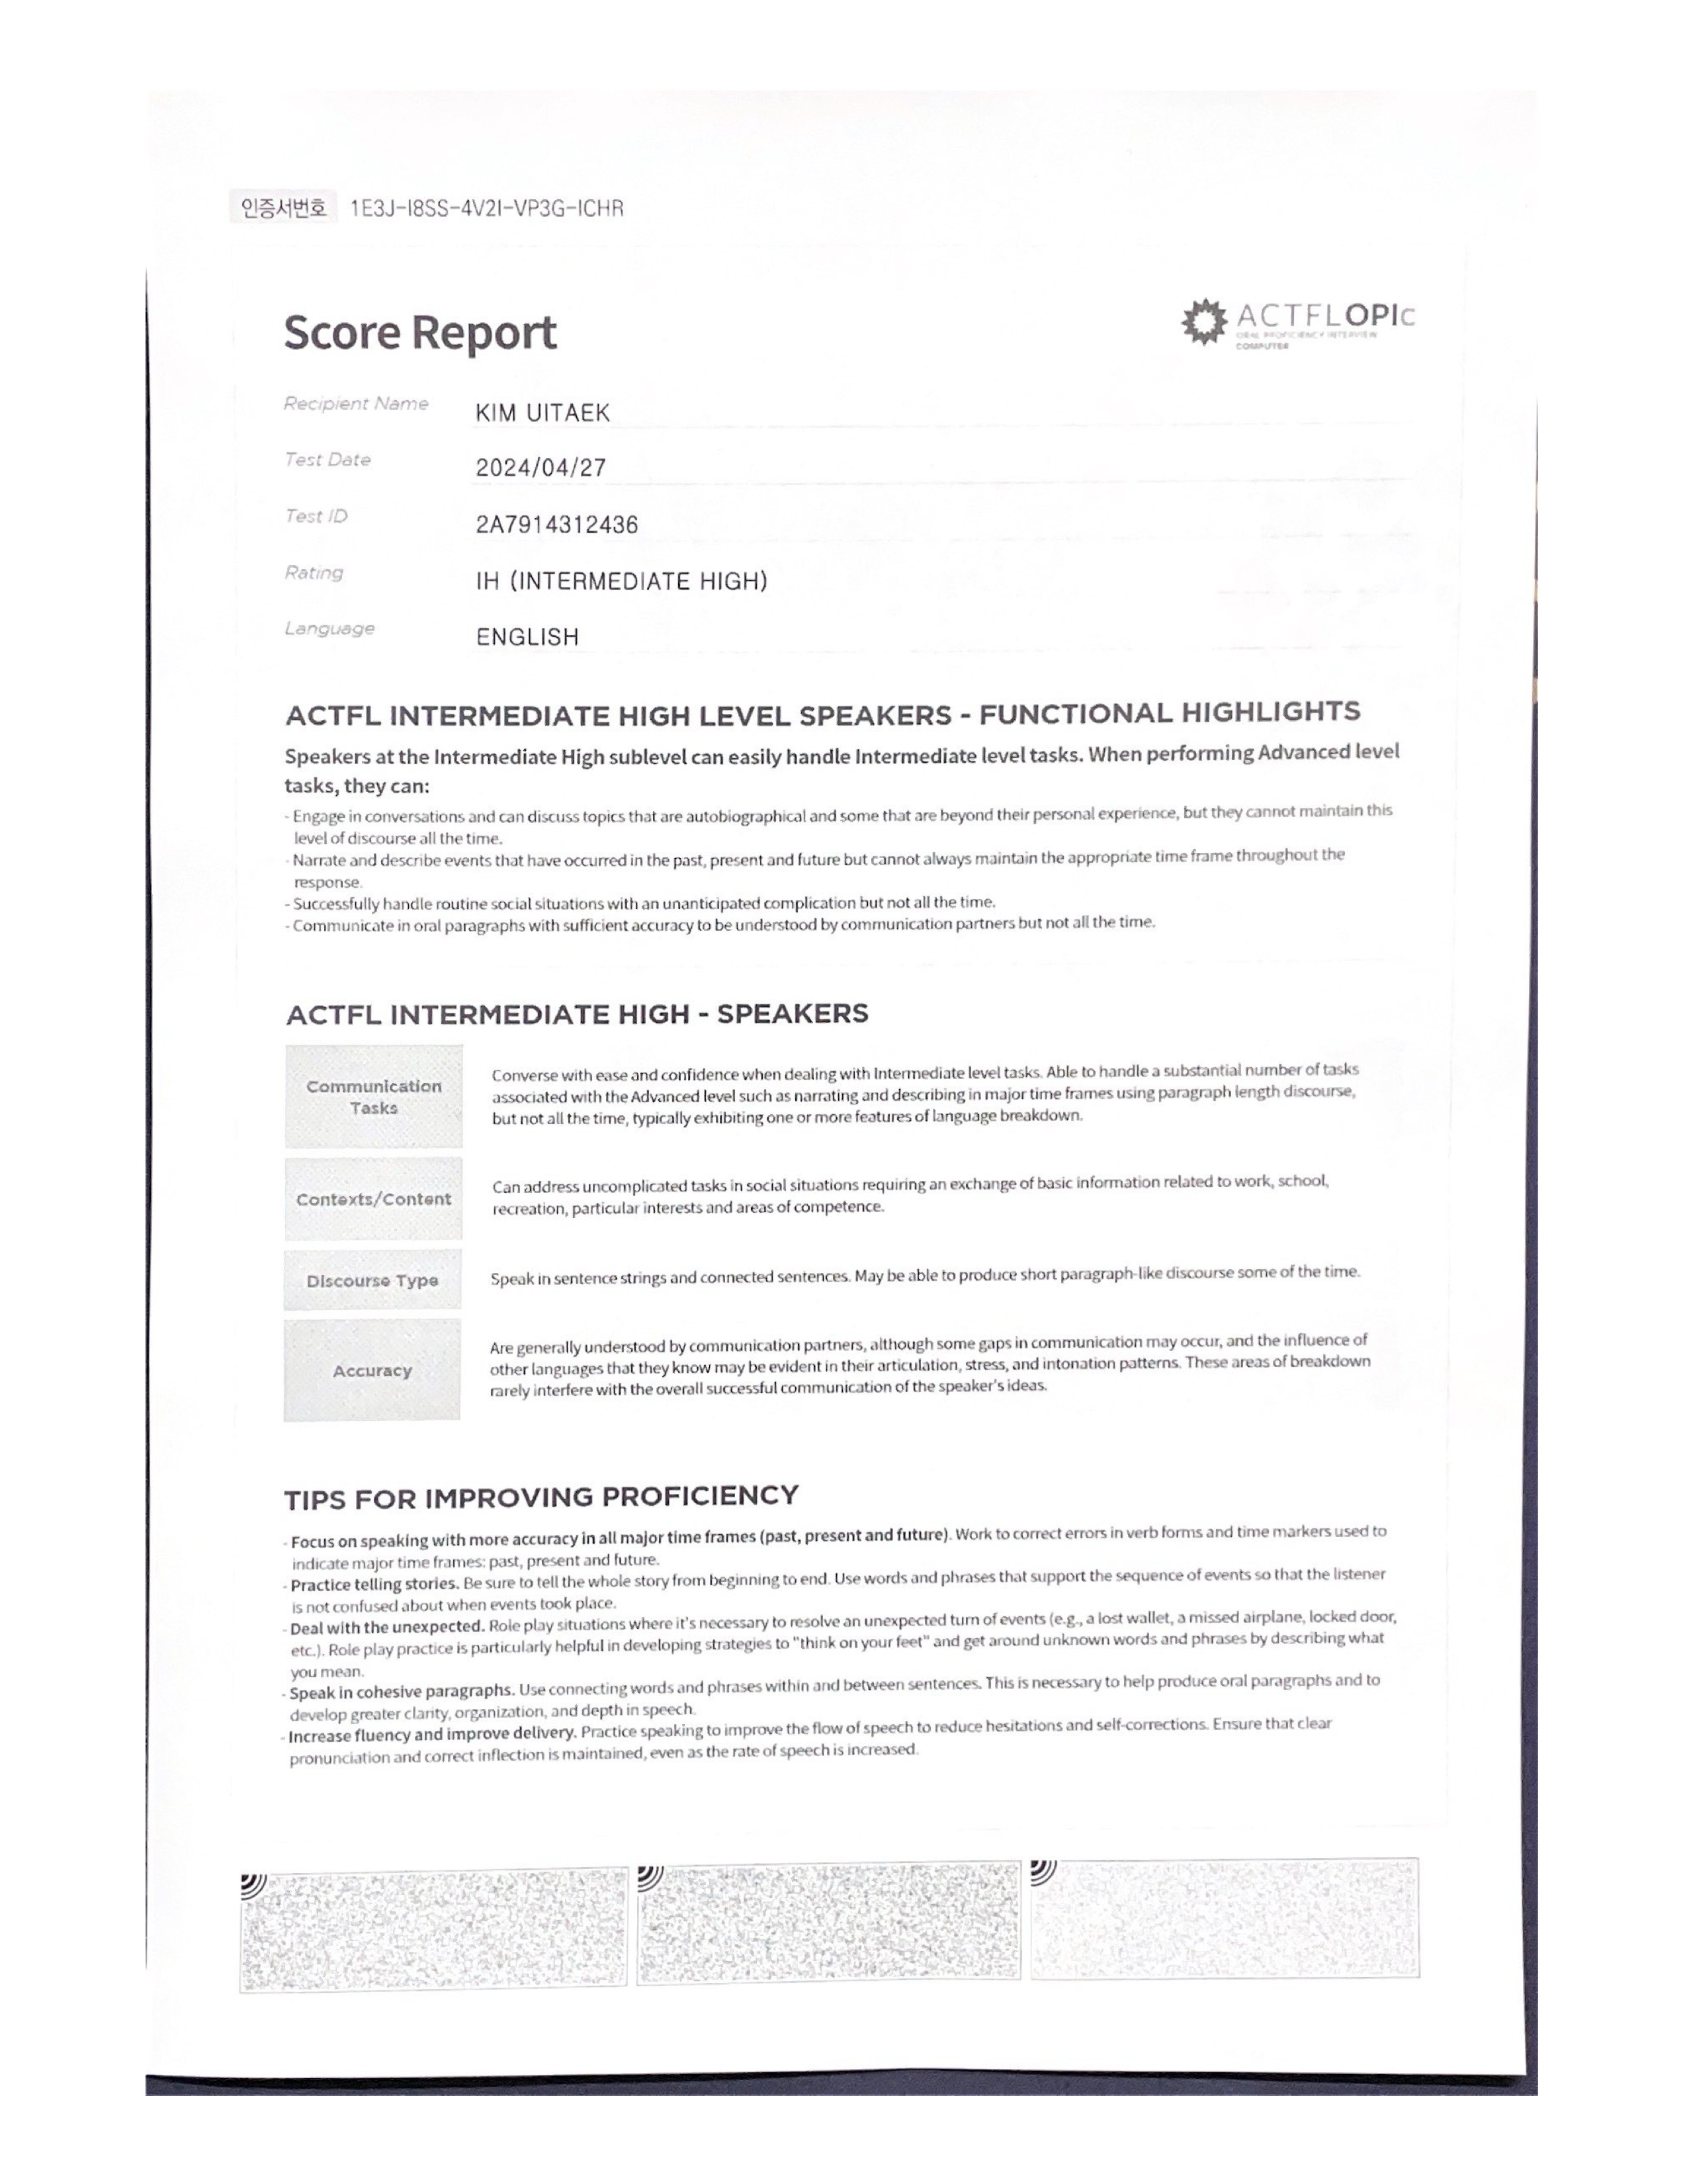 인증서번호 1E3J-I8SS-4V2I-VP3G-ICHR
Score Report
ACTFLOPIc
ORAL PROFICIENCY INTERVIEW
COMPUTER
Recipient Name KIM UITAEK
Test Date 2024/04/27
Test ID 2A7914312436
Rating IH (INTERMEDIATE HIGH)
Language ENGLISH
ACTFL INTERMEDIATE HIGH LEVEL SPEAKERS - FUNCTIONAL HIGHLIGHTS
Speakers at the Intermediate High sublevel can easily handle Intermediate level tasks. When performing Advanced level
tasks, they can:
- Engage in conversations and can discuss topics that are autobiographical and some that are beyond their personal experience, but they cannot maintain this
level of discourse all the time.
- Narrate and describe events that have occurred in the past, present and future but cannot always maintain the appropriate time frame throughout the
response.
- Successfully handle routine social situations with an unanticipated complication but not all the time.
- Communicate in oral paragraphs with sufficient accuracy to be understood by communication partners but not all the time.
ACTFL INTERMEDIATE HIGH - SPEAKERS
Communication
Tasks
Converse with ease and confidence when dealing with Intermediate level tasks. Able to handle a substantial number of tasks
associated with the Advanced level such as narrating and describing in major time frames using paragraph length discourse,
but not all the time, typically exhibiting one or more features of language breakdown.
Contexts/Content
Can address uncomplicated tasks in social situations requiring an exchange of basic information related to work, school,
recreation, particular interests and areas of competence.
Discourse Type
Speak in sentence strings and connected sentences. May be able to produce short paragraph-like discourse some of the time.
Accuracy
Are generally understood by communication partners, although some gaps in communication may occur, and the influence of
other languages that they know may be evident in their articulation, stress, and intonation patterns. These areas of breakdown
rarely interfere with the overall successful communication of the speaker's ideas.
TIPS FOR IMPROVING PROFICIENCY
- Focus on speaking with more accuracy in all major time frames (past, present and future). Work to correct errors in verb forms and time markers used to
indicate major time frames: past, present and future.
- Practice telling stories. Be sure to tell the whole story from beginning to end. Use words and phrases that support the sequence of events so that the listener
is not confused about when events took place.
- Deal with the unexpected. Role play situations where it's necessary to resolve an unexpected turn of events (e.g., a lost wallet, a missed airplane, locked door,
etc.). Role play practice is particularly helpful in developing strategies to "think on your feet" and get around unknown words and phrases by describing what
you mean.
- Speak in cohesive paragraphs. Use connecting words and phrases within and between sentences. This is necessary to help produce oral paragraphs and to
develop greater clarity, organization, and depth in speech.
- Increase fluency and improve delivery. Practice speaking to improve the flow of speech to reduce hesitations and self-corrections. Ensure that clear
pronunciation and correct inflection is maintained, even as the rate of speech is increased.